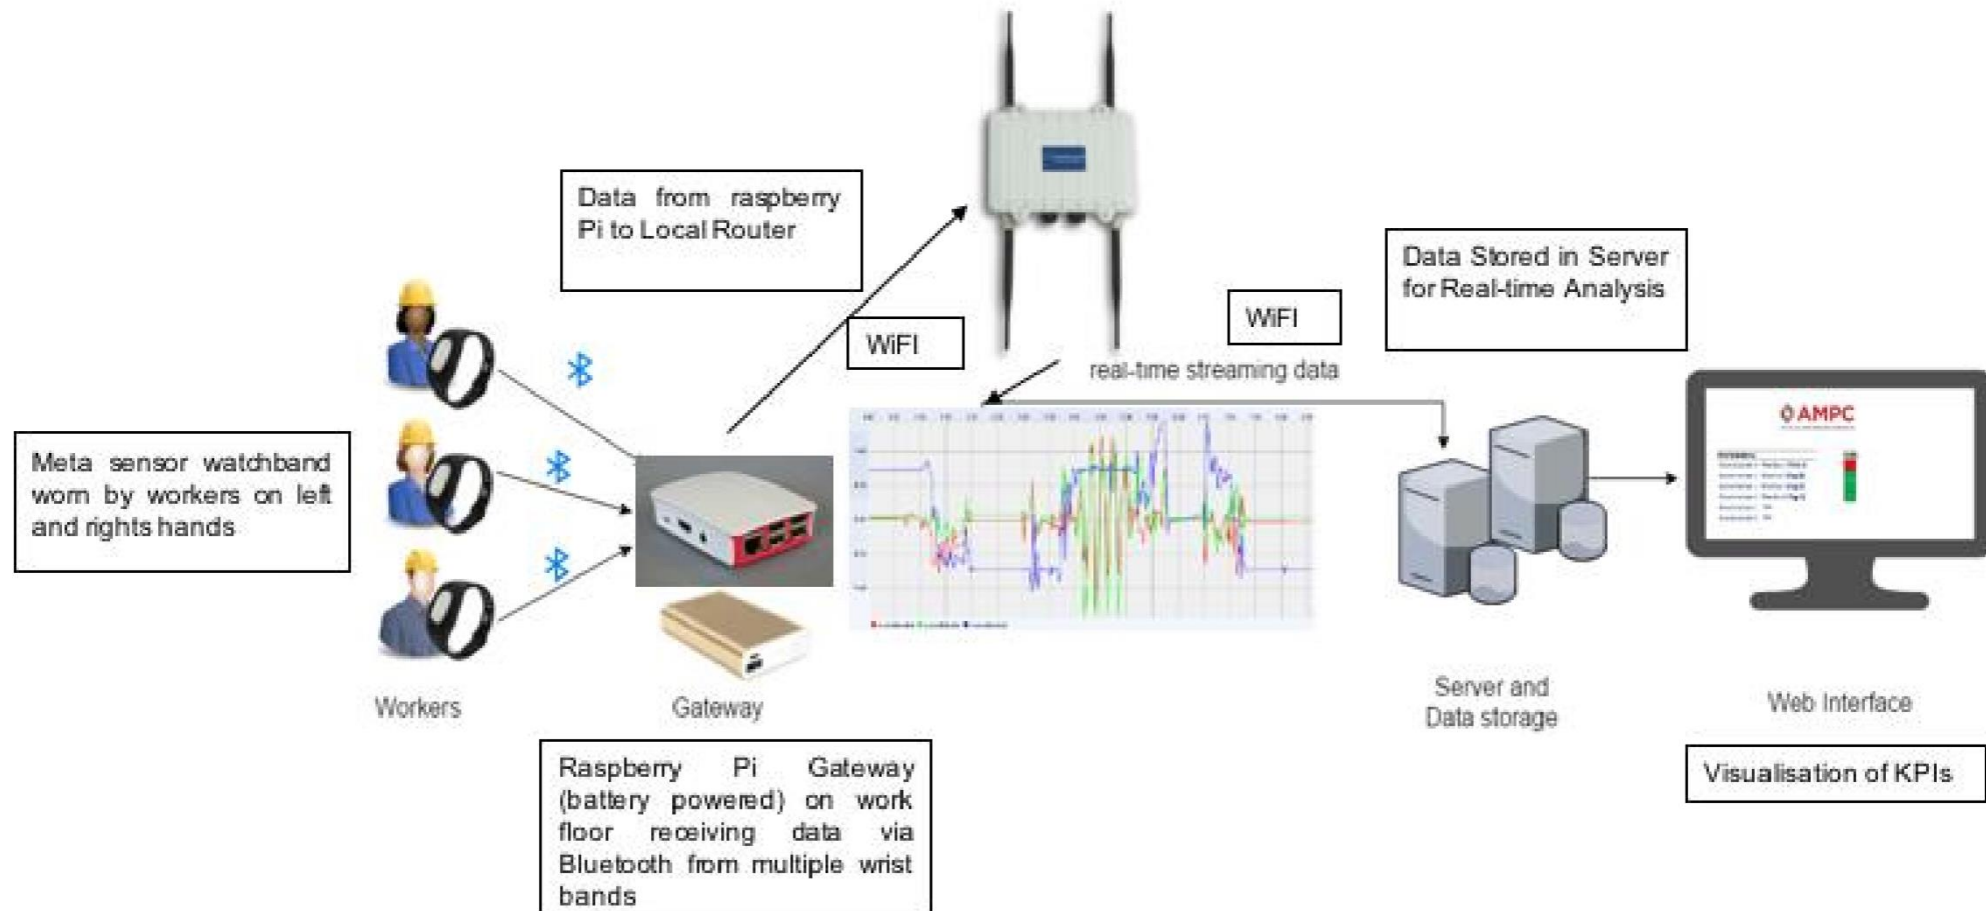 Data from raspberry
Pi to Local Router
WiFI
WiFI
real-time streaming data
Data Stored in Server
for Real-time Analysis
AMPC
Meta sensor watchband
worn by workers on left
and rights hands
Workers
Gateway
Server and
Data storage
Web Interface
Raspberry Pi Gateway
(battery powered) on work
floor receiving data via
Bluetooth from multiple wrist
bands
Visualisation of KPIs